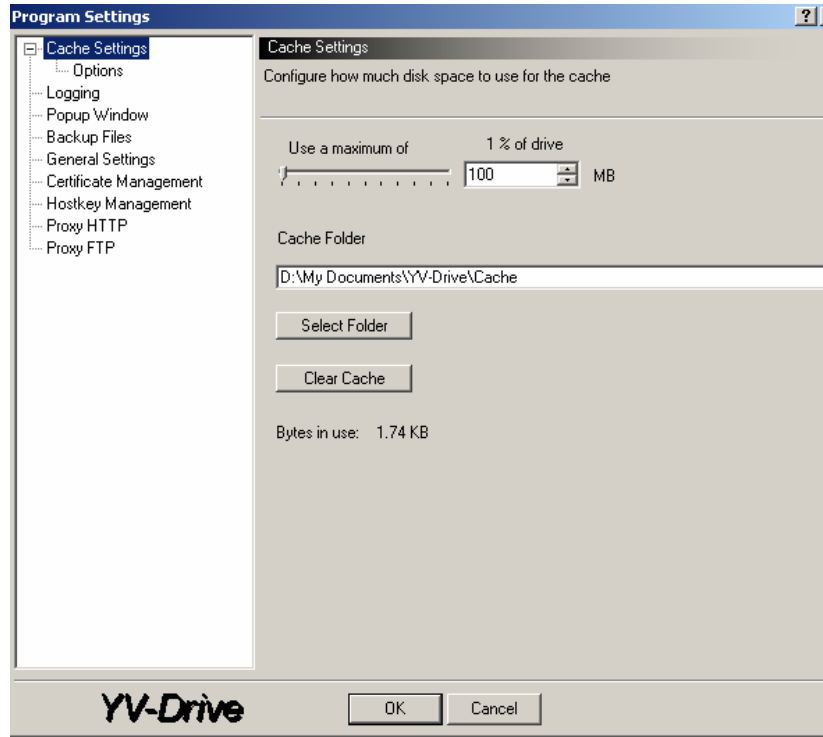 Program Settings
?
Cache Settings
Options
Logging
Popup Window
Backup Files
General Settings
Certificate Management
Hostkey Management
Proxy HTTP
Proxy FTP
Cache Settings
Configure how much disk space to use for the cache
Use a maximum of
1 % of drive
100 MB
Cache Folder
D:\My Documents\YV-Drive\Cache
Select Folder
Clear Cache
Bytes in use: 1.74 KB
YV-Drive
OK
Cancel